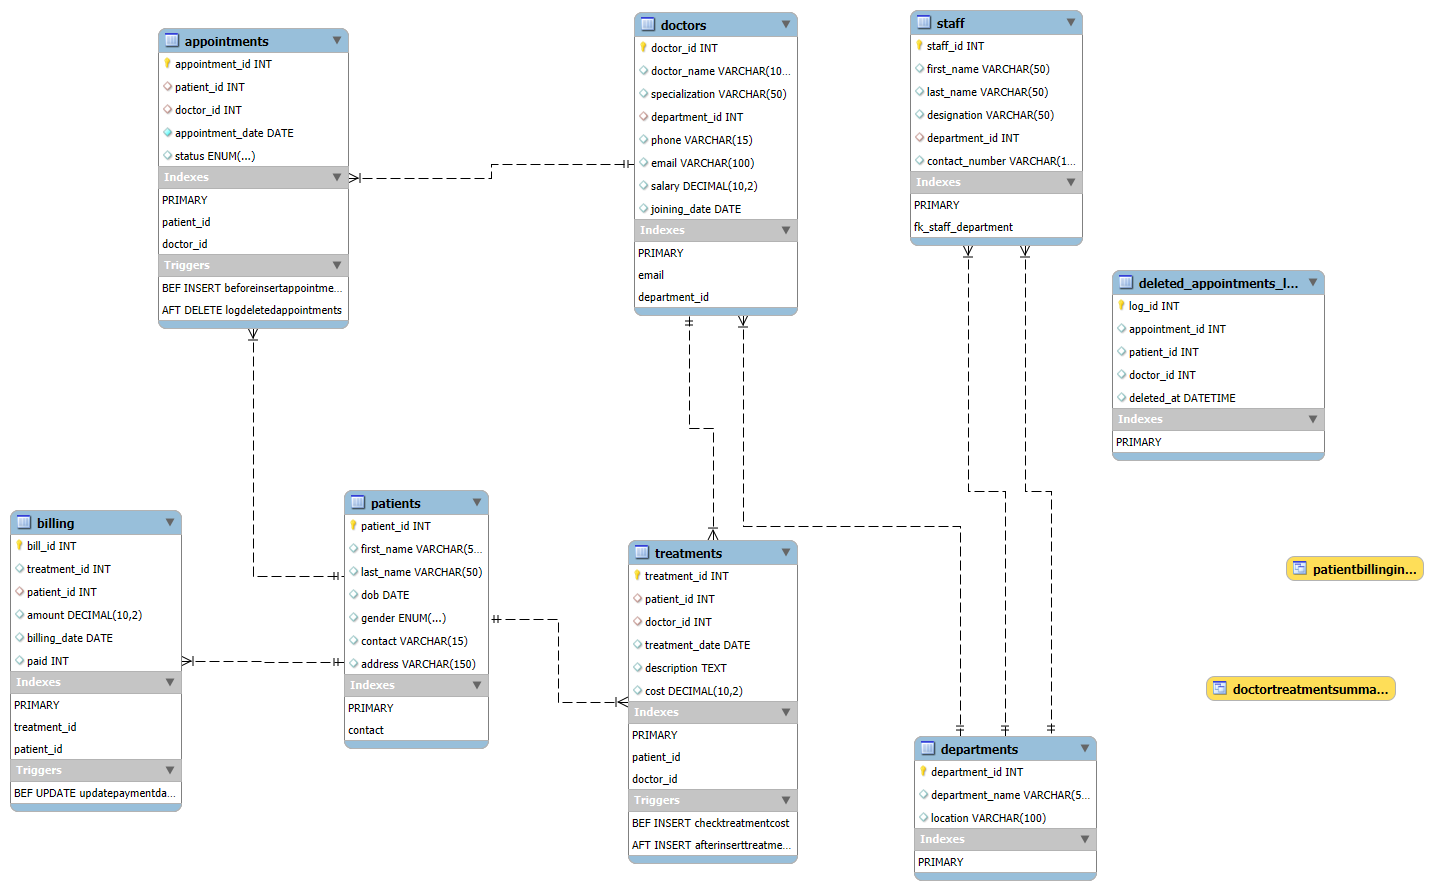 appointments
appointment_id INT
patient_id INT
doctor_id INT
appointment_date DATE
status ENUM(...)
Indexes
PRIMARY
patient_id
doctor_id
Triggers
BEF INSERT beforeinsertappointme...
AFT DELETE logdeletedappointments
doctors
doctor_id INT
doctor_name VARCHAR(10...
specialization VARCHAR(50)
department_id INT
phone VARCHAR(15)
email VARCHAR(100)
salary DECIMAL(10,2)
joining_date DATE
Indexes
PRIMARY
email
department_id
staff
staff_id INT
first_name VARCHAR(50)
last_name VARCHAR(50)
designation VARCHAR(50)
department_id INT
contact_number VARCHAR(1...
Indexes
PRIMARY
fk_staff_department
deleted_appointments_l...
log_id INT
appointment_id INT
patient_id INT
doctor_id INT
deleted_at DATETIME
Indexes
PRIMARY
billing
bill_id INT
treatment_id INT
patient_id INT
amount DECIMAL(10,2)
billing_date DATE
paid INT
Indexes
PRIMARY
treatment_id
patient_id
Triggers
BEF UPDATE updatepaymentda...
patients
patient_id INT
first_name VARCHAR(5...
last_name VARCHAR(50)
dob DATE
gender ENUM(...)
contact VARCHAR(15)
address VARCHAR(150)
Indexes
PRIMARY
contact
treatments
treatment_id INT
patient_id INT
doctor_id INT
treatment_date DATE
description TEXT
cost DECIMAL(10,2)
Indexes
PRIMARY
patient_id
doctor_id
Triggers
BEF INSERT checktreatmentcost
AFT INSERT afterinserttreatme...
departments
department_id INT
department_name VARCHAR(5...
location VARCHAR(100)
Indexes
PRIMARY
patientbillingin...
doctortreatmentsumma...